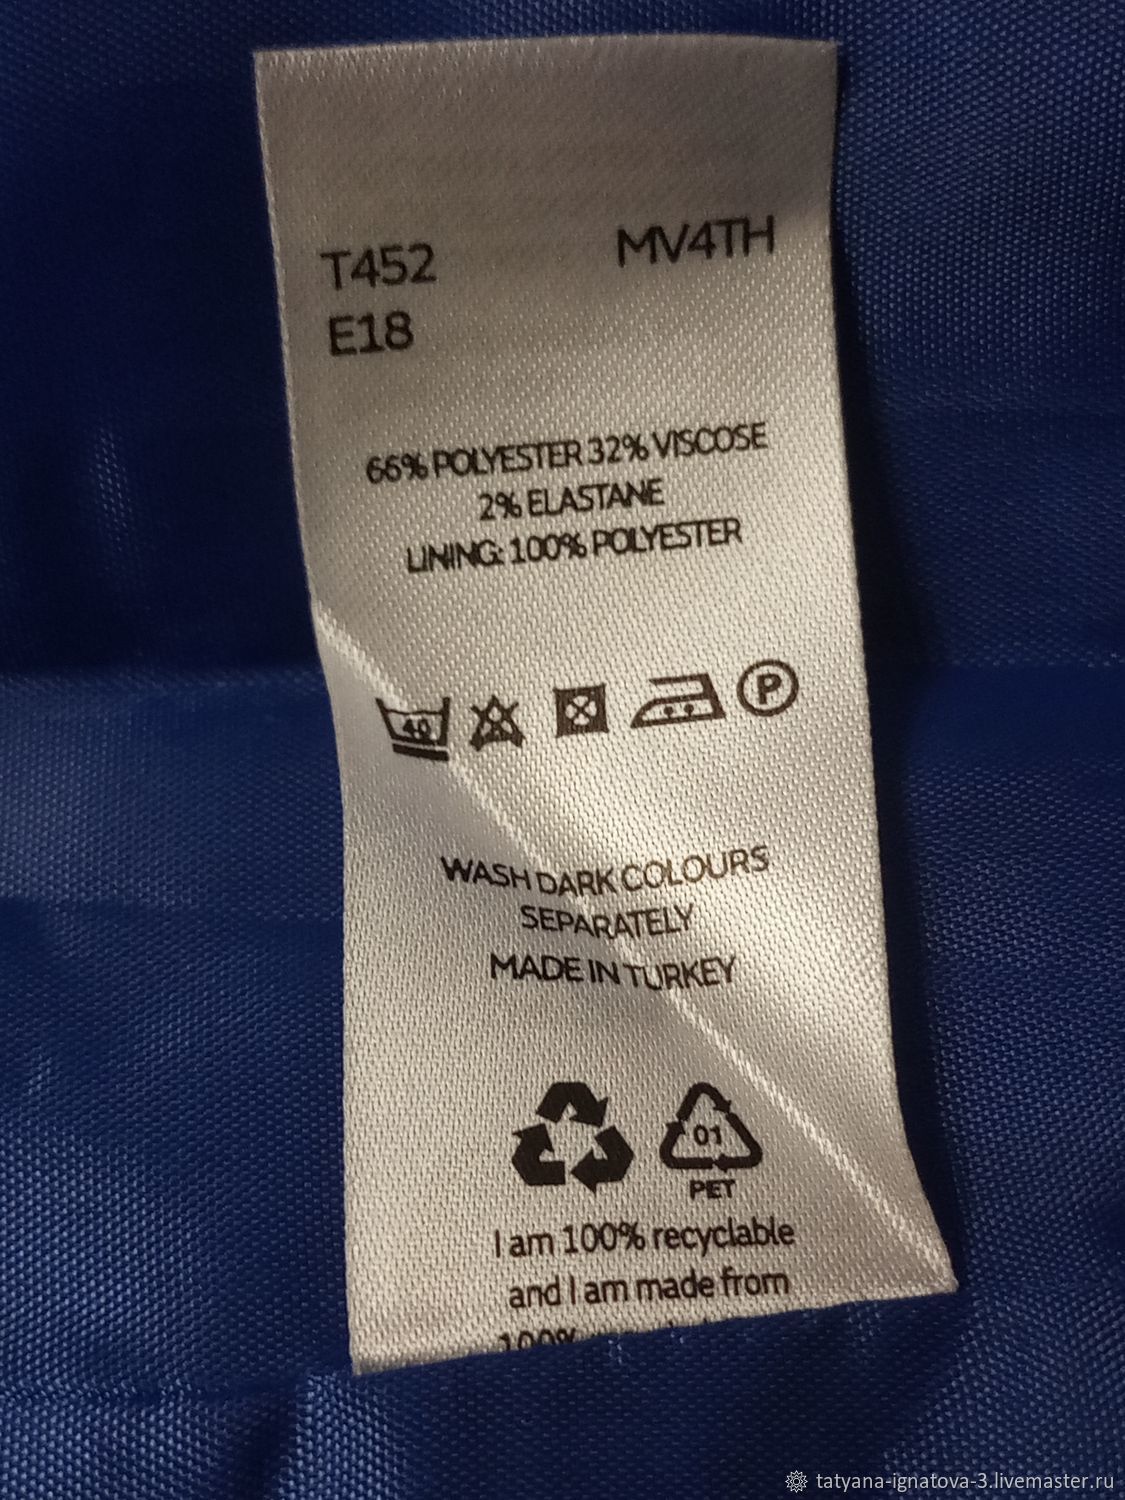 T452 MV4TH
E18
66% POLYESTER 32% VISCOSE
2% ELASTANE
LINING: 100% POLYESTER
40 P
WASH DARK COLOURS
SEPARATELY
MADE IN TURKEY
01
PET
I am 100% recyclable
and I am made from
100%
tatyana-ignatova-3.livemaster.ru